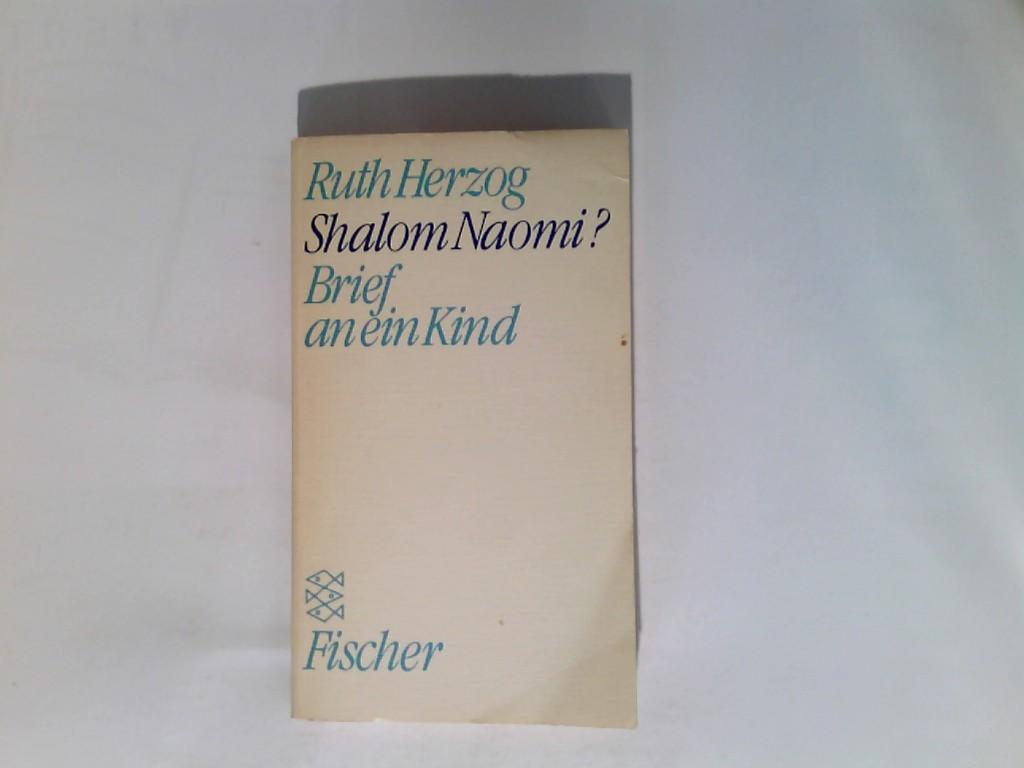 Ruth Herzog
Shalom Naomi?
Brief
an ein Kind
Fischer